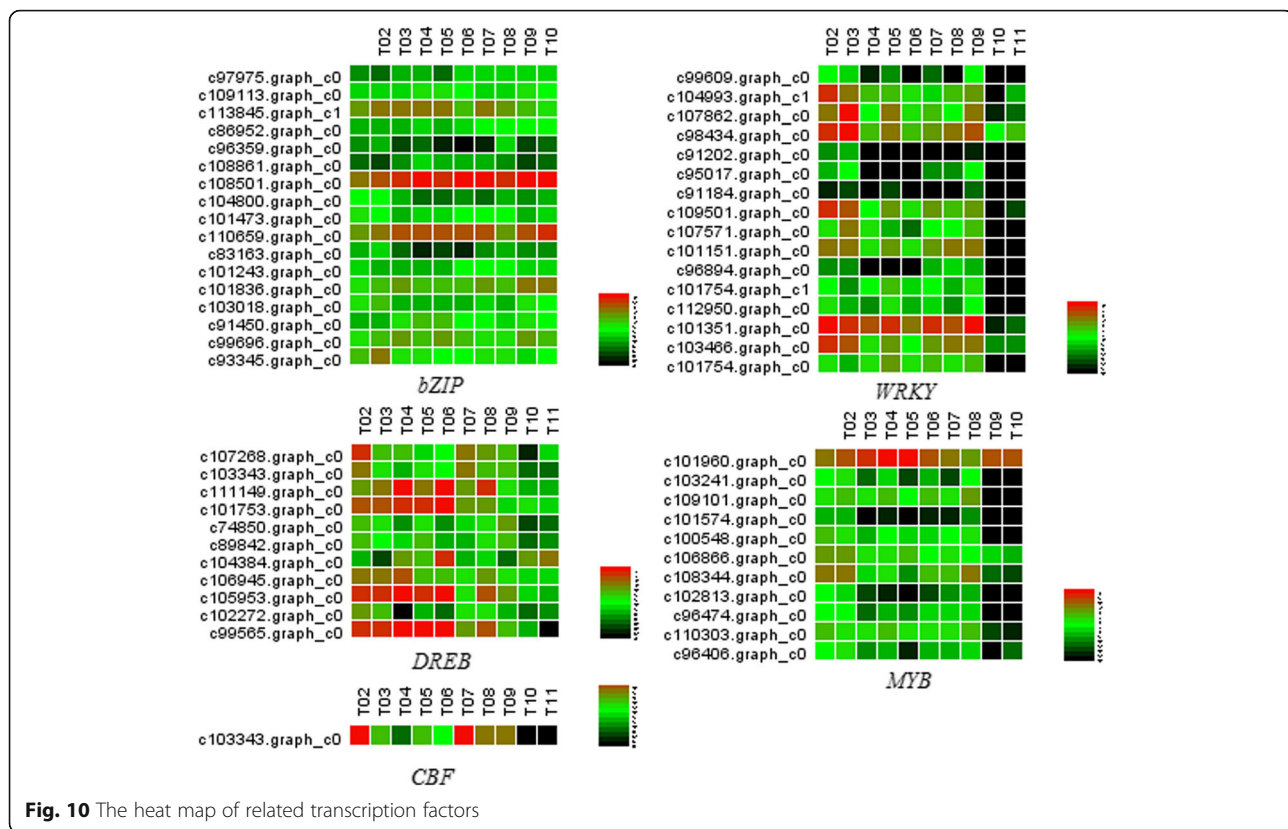 T02 T03 T04 T05 T06 T07 T08 T09 T10
c97975.graph_c0
c109113.graph_c0
c113845.graph_c1
c86952.graph_c0
c96359.graph_c0
c108861.graph_c0
c108501.graph_c0
c104800.graph_c0
c101473.graph_c0
c110659.graph_c0
c83163.graph_c0
c101243.graph_c0
c101836.graph_c0
c103018.graph_c0
c91450.graph_c0
c99696.graph_c0
c93345.graph_c0
bZIP
T02 T03 T04 T05 T06 T07 T08 T09 T10 T11
c99609.graph_c0
c104993.graph_c1
c107862.graph_c0
c98434.graph_c0
c91202.graph_c0
c95017.graph_c0
c91184.graph_c0
c109501.graph_c0
c107571.graph_c0
c101151.graph_c0
c96894.graph_c0
c101754.graph_c1
c112950.graph_c0
c101351.graph_c0
c103466.graph_c0
c101754.graph_c0
WRKY
T02 T03 T04 T05 T06 T07 T08 T09 T10 T11
c107268.graph_c0
c103343.graph_c0
c111149.graph_c0
c101753.graph_c0
c74850.graph_c0
c89842.graph_c0
c104384.graph_c0
c106945.graph_c0
c105953.graph_c0
c102272.graph_c0
c99565.graph_c0
DREB
T02 T03 T04 T05 T06 T07 T08 T09 T10
c101960.graph_c0
c103241.graph_c0
c109101.graph_c0
c101574.graph_c0
c100548.graph_c0
c106866.graph_c0
c108344.graph_c0
c102813.graph_c0
c96474.graph_c0
c110303.graph_c0
c96406.graph_c0
MYB
T02 T03 T04 T05 T06 T07 T08 T09 T10 T11
c103343.graph_c0
CBF
Fig. 10 The heat map of related transcription factors